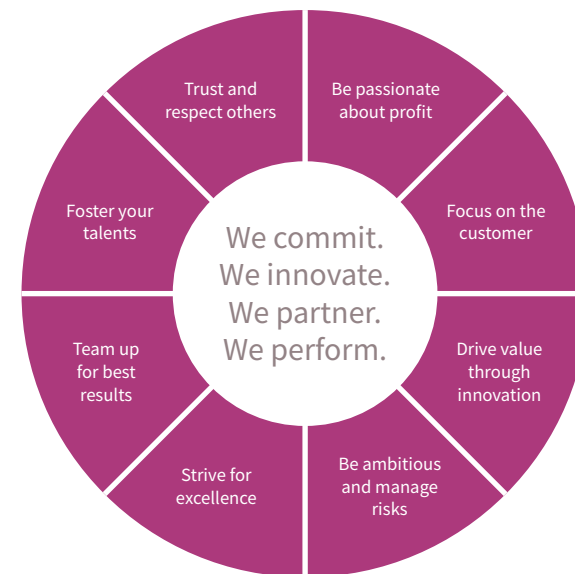 Trust and
respect others
Be passionate
about profit
Foster your
talents
Focus on the
customer
We commit.
We innovate.
We partner.
We perform.
Team up
for best
results
Drive value
through
innovation
Strive for
excellence
Be ambitious
and manage
risks